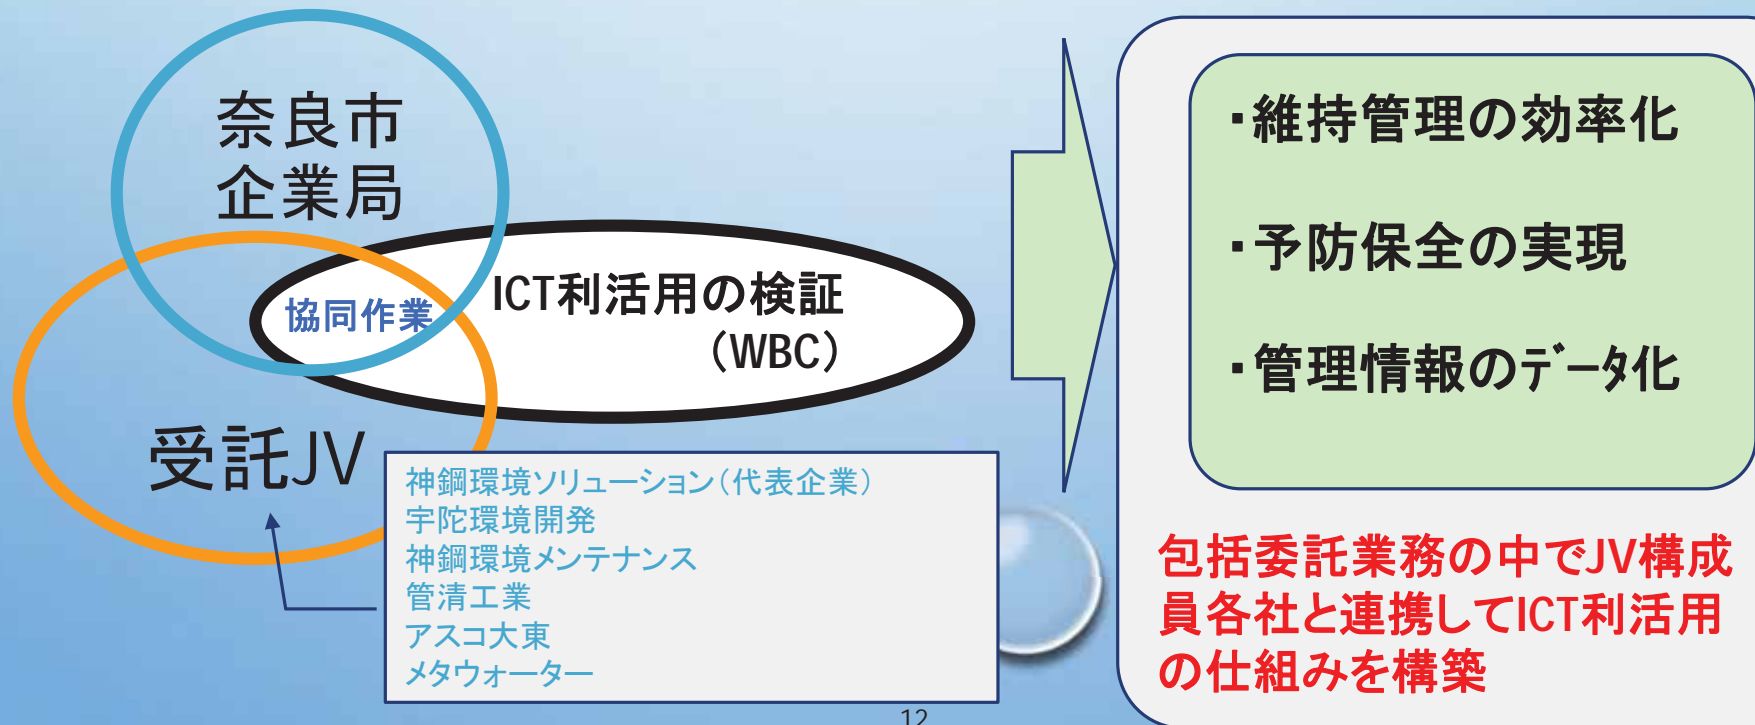 奈良市
企業局
協同作業
ICT利活用の検証
（WBC）
受託JV
神鋼環境ソリューション（代表企業）
宇陀環境開発
神鋼環境メンテナンス
管清工業
アスコ大東
メタウォーター
・維持管理の効率化
・予防保全の実現
・管理情報のﾃﾞｰﾀ化
包括委託業務の中でJV構成
員各社と連携してICT利活用
の仕組みを構築
12